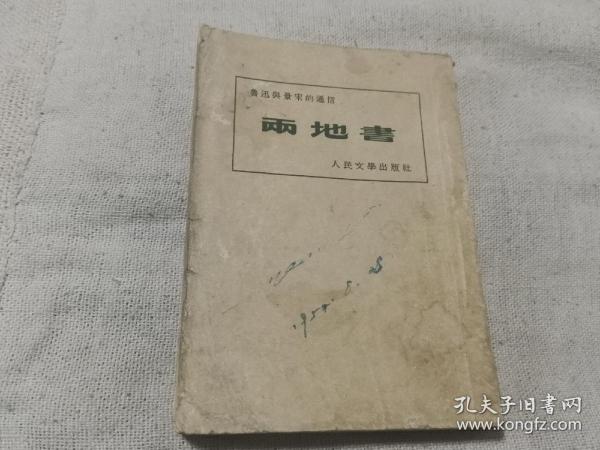 魯迅與景宋的通信
兩地書
人民文學出版社
孔夫子旧书网
www.kongfz.com